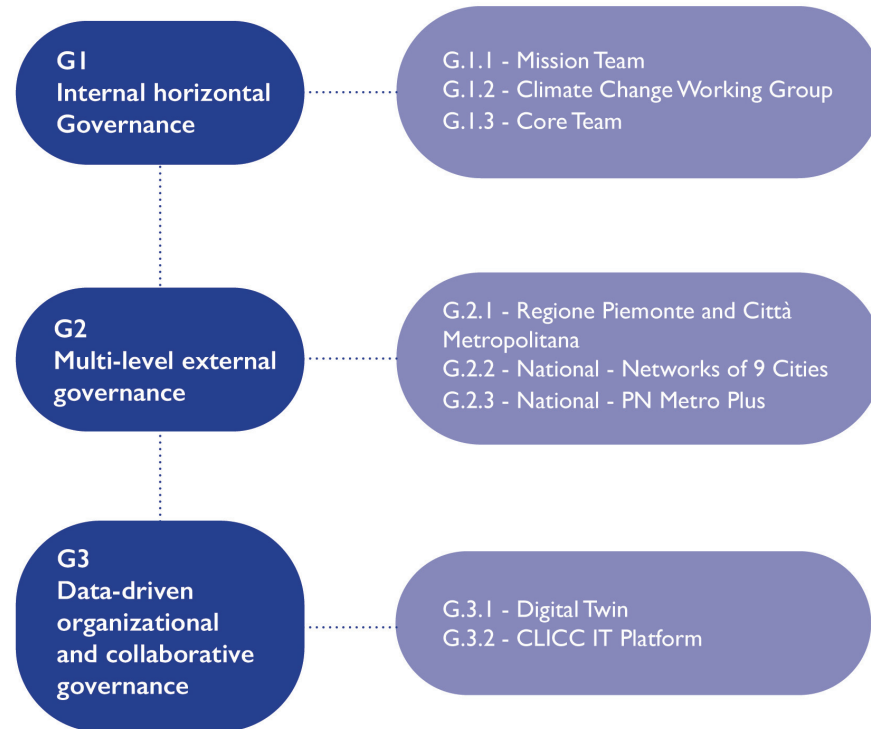 G1
Internal horizontal
Governance
G.1.1 - Mission Team
G.1.2 - Climate Change Working Group
G.1.3 - Core Team
G2
Multi-level external
governance
G.2.1 - Regione Piemonte and Città
Metropolitana
G.2.2 - National - Networks of 9 Cities
G.2.3 - National - PN Metro Plus
G3
Data-driven
organizational
and collaborative
governance
G.3.1 - Digital Twin
G.3.2 - CLICC IT Platform